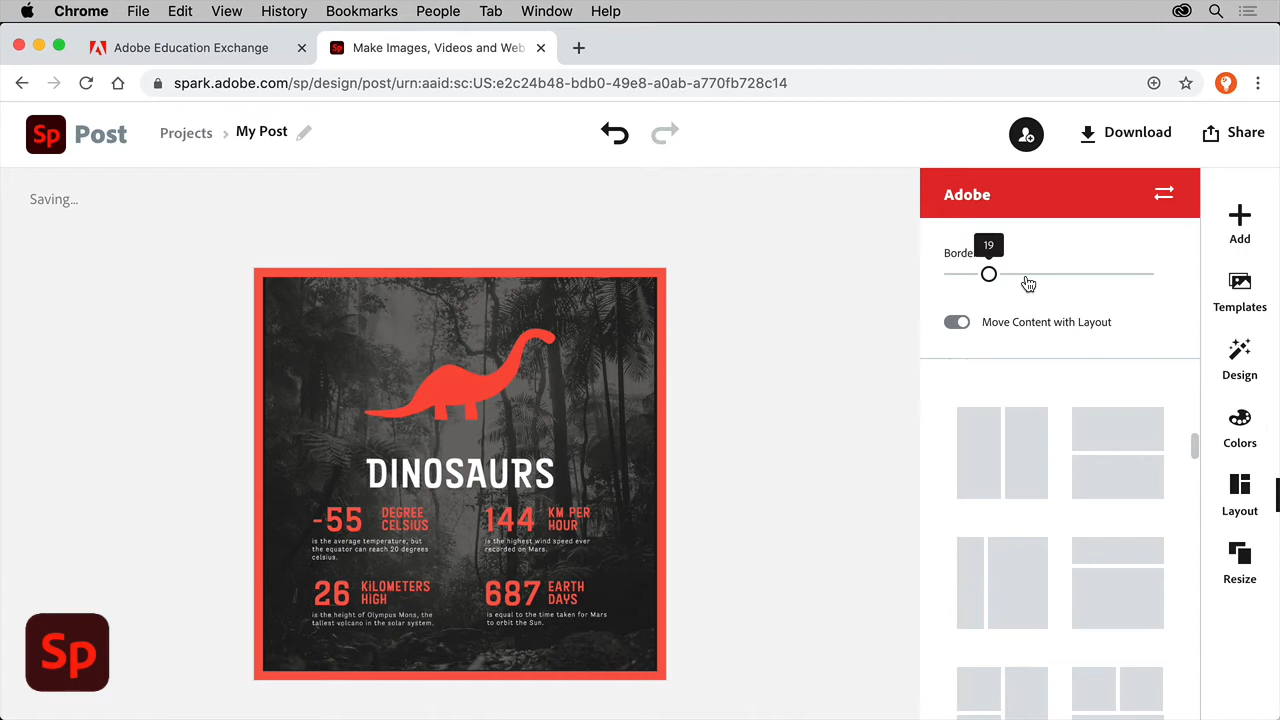 Chrome File Edit View History Bookmarks People Tab Window Help
Adobe Education Exchange
Sp Make Images, Videos and Web
spark.adobe.com/sp/design/post/urn:aaid:sc:US:e2c24b48-bdb0-49e8-a0ab-a770fb728c14
Sp Post Projects > My Post Download Share
Saving...
Adobe
19
Borde
Move Content with Layout
Add
Templates
Design
Colors
Layout
Resize
DINOSAURS
-55 DEGREE CELSIUS
is the average temperature, but
the equator can reach 20 degrees
celsius.
144 KM PER HOUR
is the highest wind speed ever
recorded on Mars.
26 KILOMETERS HIGH
is the height of Olympus Mons, the
tallest volcano in the solar system.
687 EARTH DAYS
is equal to the time taken for Mars
to orbit the Sun.
Sp